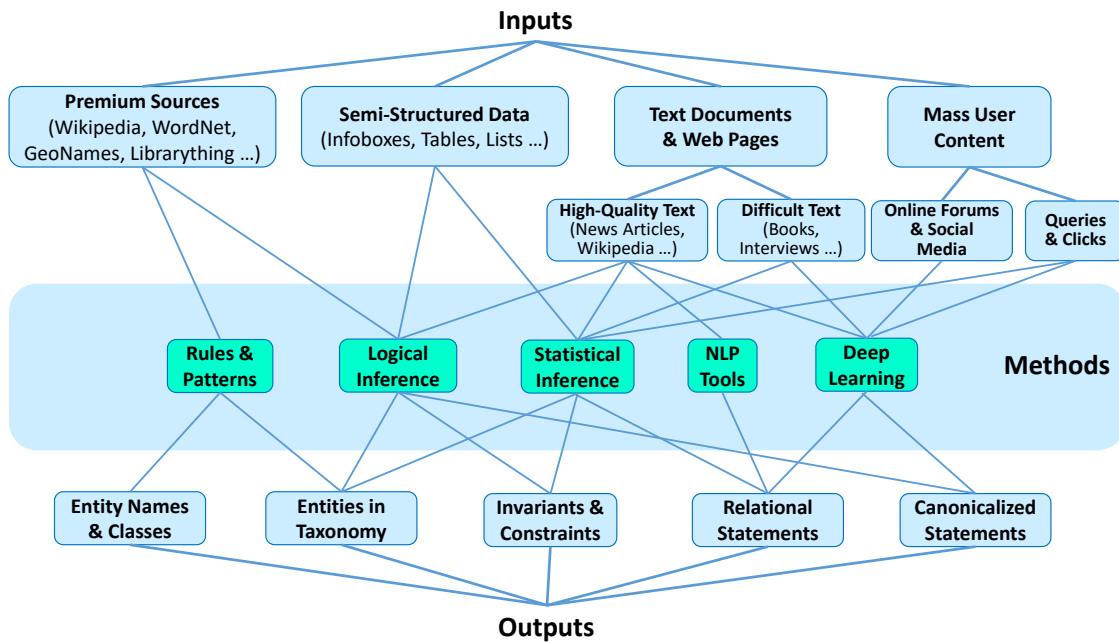 Inputs
Premium Sources
(Wikipedia, WordNet,
GeoNames, Librarything ...)
Semi-Structured Data
(Infoboxes, Tables, Lists ...)
Text Documents
& Web Pages
Mass User
Content
High-Quality Text
(News Articles,
Wikipedia ...)
Difficult Text
(Books,
Interviews ...)
Online Forums
& Social
Media
Queries
& Clicks
Rules &
Patterns
Logical
Inference
Statistical
Inference
NLP
Tools
Deep
Learning
Methods
Entity Names
& Classes
Entities in
Taxonomy
Invariants &
Constraints
Relational
Statements
Canonicalized
Statements
Outputs